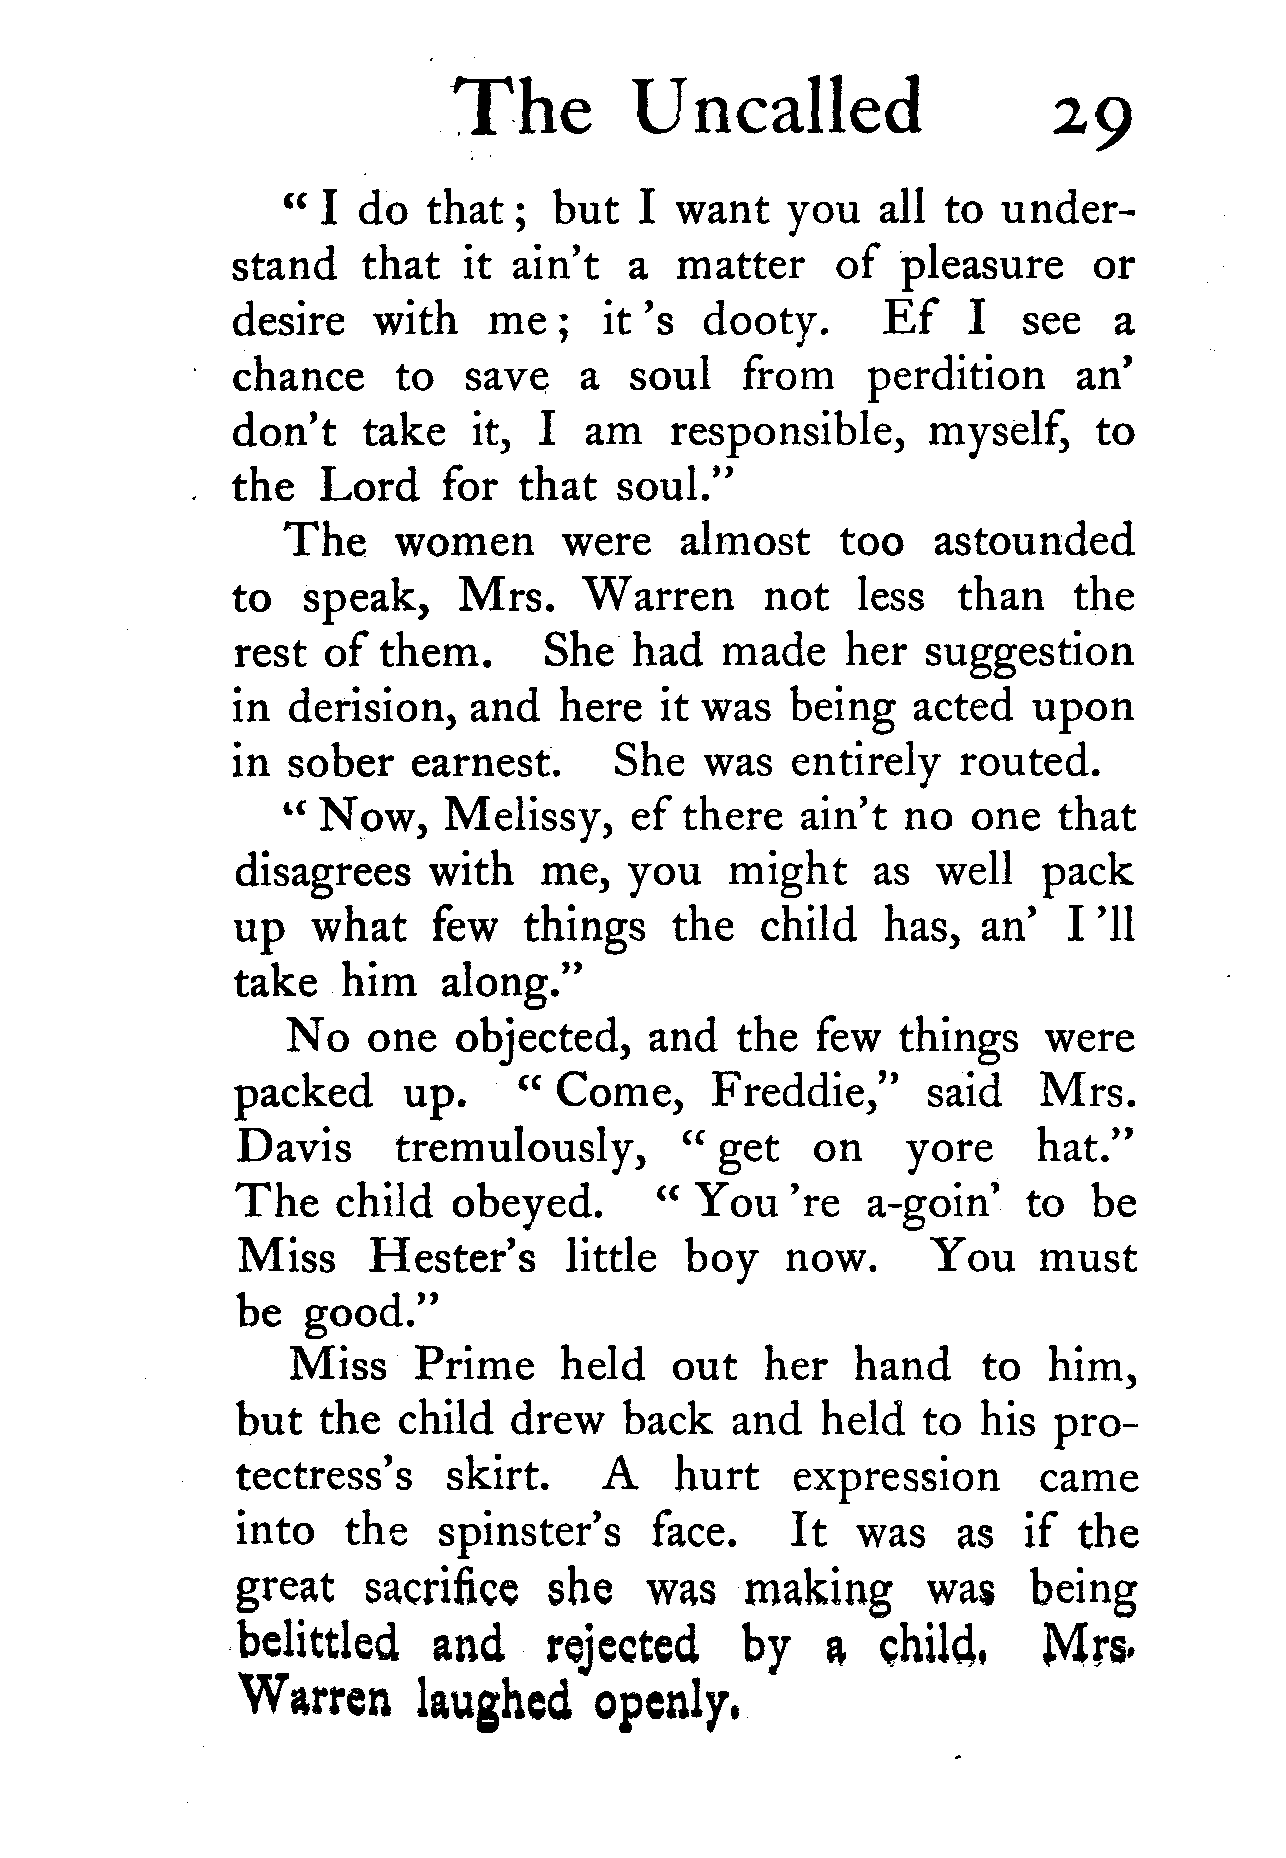 The Uncalled 29
“ I do that ; but I want you all to under-
stand that it ain’t a matter of pleasure or
desire with me ; it ’s dooty. Ef I see a
chance to save a soul from perdition an’
don’t take it, I am responsible, myself, to
the Lord for that soul.”
The women were almost too astounded
to speak, Mrs. Warren not less than the
rest of them. She had made her suggestion
in derision, and here it was being acted upon
in sober earnest. She was entirely routed.
“ Now, Melissy, ef there ain’t no one that
disagrees with me, you might as well pack
up what few things the child has, an’ I ’ll
take him along.”
No one objected, and the few things were
packed up. “ Come, Freddie,” said Mrs.
Davis tremulously, “ get on yore hat.”
The child obeyed. “ You ’re a-goin’ to be
Miss Hester’s little boy now. You must
be good.”
Miss Prime held out her hand to him,
but the child drew back and held to his pro-
tectress’s skirt. A hurt expression came
into the spinster’s face. It was as if the
great sacrifice she was making was being
belittled and rejected by a child. Mrs.
Warren laughed openly.